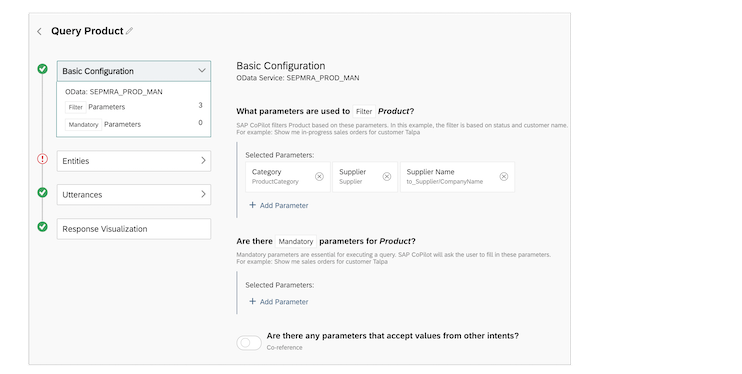 Query Product
Basic Configuration
OData: SEPMRA_PROD_MAN
Filter Parameters 3
Mandatory Parameters 0
Entities
Utterances
Response Visualization
Basic Configuration
OData Service: SEPMRA_PROD_MAN
What parameters are used to Filter Product?
SAP CoPilot filters Product based on these parameters. In this example, the filter is based on status and customer name.
For example: Show me in-progress sales orders for customer Talpa
Selected Parameters:
Category Supplier Supplier Name
ProductCategory Supplier to_Supplier/CompanyName
+ Add Parameter
Are there Mandatory parameters for Product?
Mandatory parameters are essential for executing a query. SAP CoPilot will ask the user to fill in these parameters.
For example: Show me sales orders for customer Talpa
Selected Parameters:
+ Add Parameter
Are there any parameters that accept values from other intents?
Co-reference